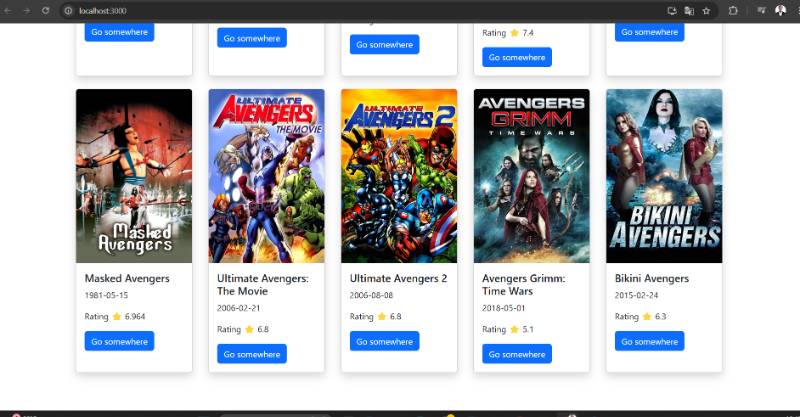 localhost:3000
Go somewhere
Go somewhere
Go somewhere
Rating ⭐ 7.4
Go somewhere
Go somewhere
Masked
Avengers
ULTIMATE
AVENGERS
THE MOVIE
ULTIMATE
AVENGERS 2
AVENGERS
GRIMM
TIME WARS
BIKINI
AVENGERS
Masked Avengers
1981-05-15
Rating ⭐ 6.964
Go somewhere
Ultimate Avengers:
The Movie
2006-02-21
Rating ⭐ 6.8
Go somewhere
Ultimate Avengers 2
2006-08-08
Rating ⭐ 6.8
Go somewhere
Avengers Grimm:
Time Wars
2018-05-01
Rating ⭐ 5.1
Go somewhere
Bikini Avengers
2015-02-24
Rating ⭐ 6.3
Go somewhere